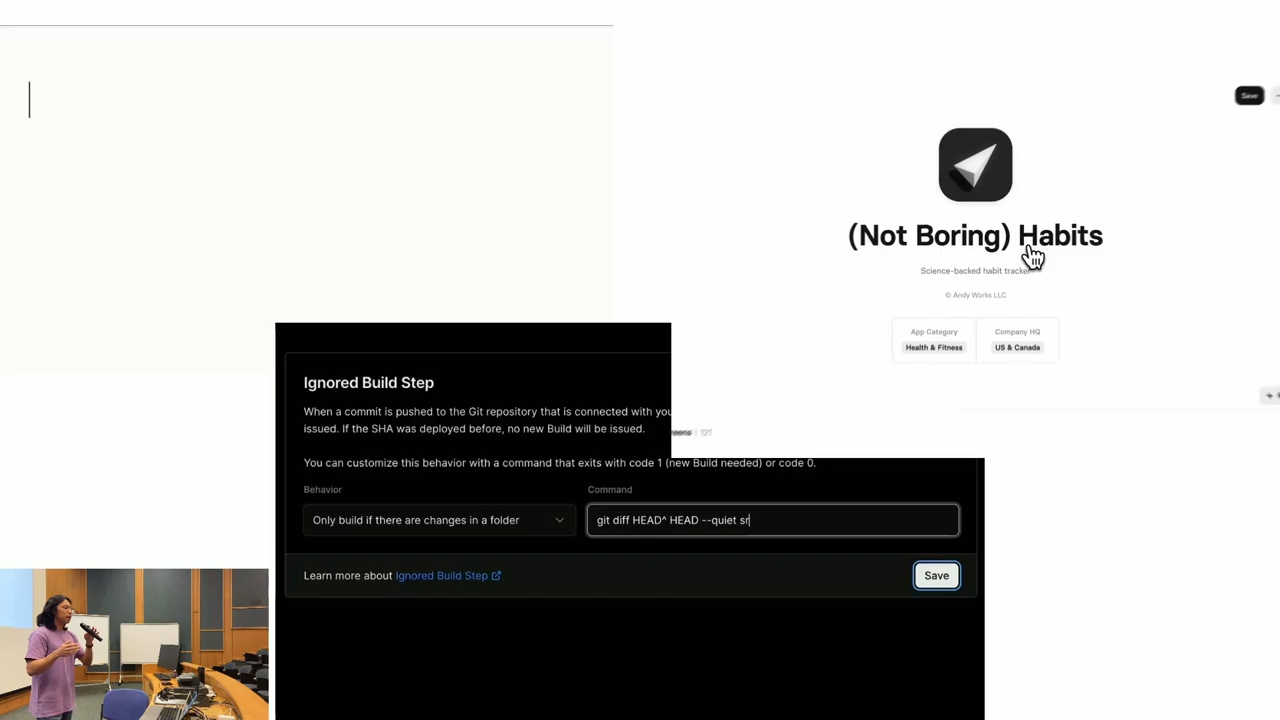 Save
(Not Boring) Habits
Science-backed habit tracker
© Andy Works LLC
App Category
Company HQ
Health & Fitness
US & Canada
121
Ignored Build Step
When a commit is pushed to the Git repository that is connected with you
issued. If the SHA was deployed before, no new Build will be issued.
You can customize this behavior with a command that exits with code 1 (new Build needed) or code 0.
Behavior
Command
Only build if there are changes in a folder
git diff HEAD^ HEAD --quiet sr
Learn more about Ignored Build Step
Save